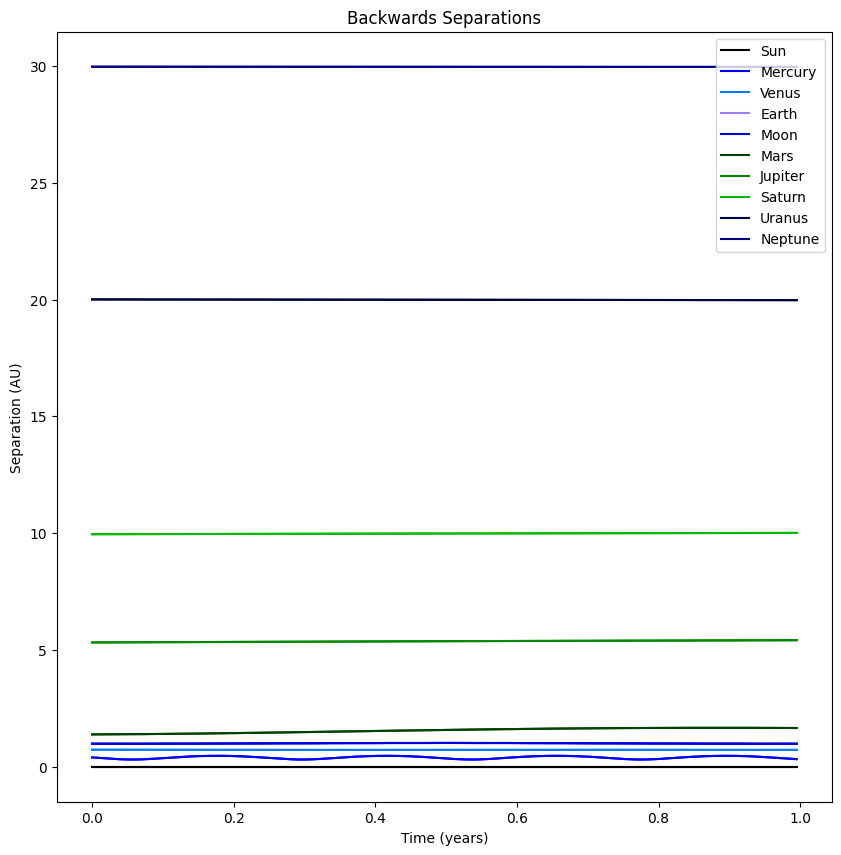 Backwards Separations
Sun
Mercury
Venus
Earth
Moon
Mars
Jupiter
Saturn
Uranus
Neptune
30
25
20
15
10
5
0
Separation (AU)
0.0 0.2 0.4 0.6 0.8 1.0
Time (years)